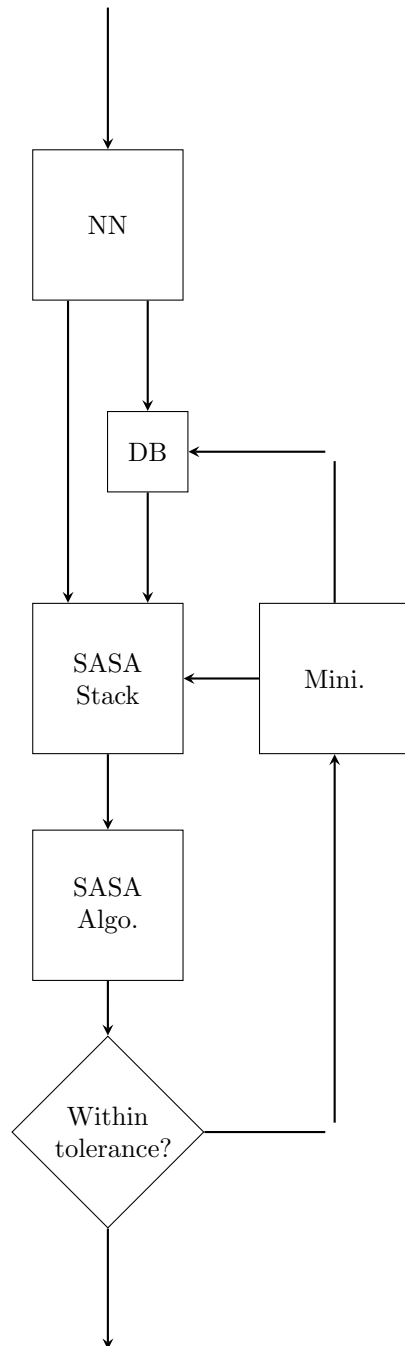 NN
DB
SASA
Stack
Mini.
SASA
Algo.
Within
tolerance?